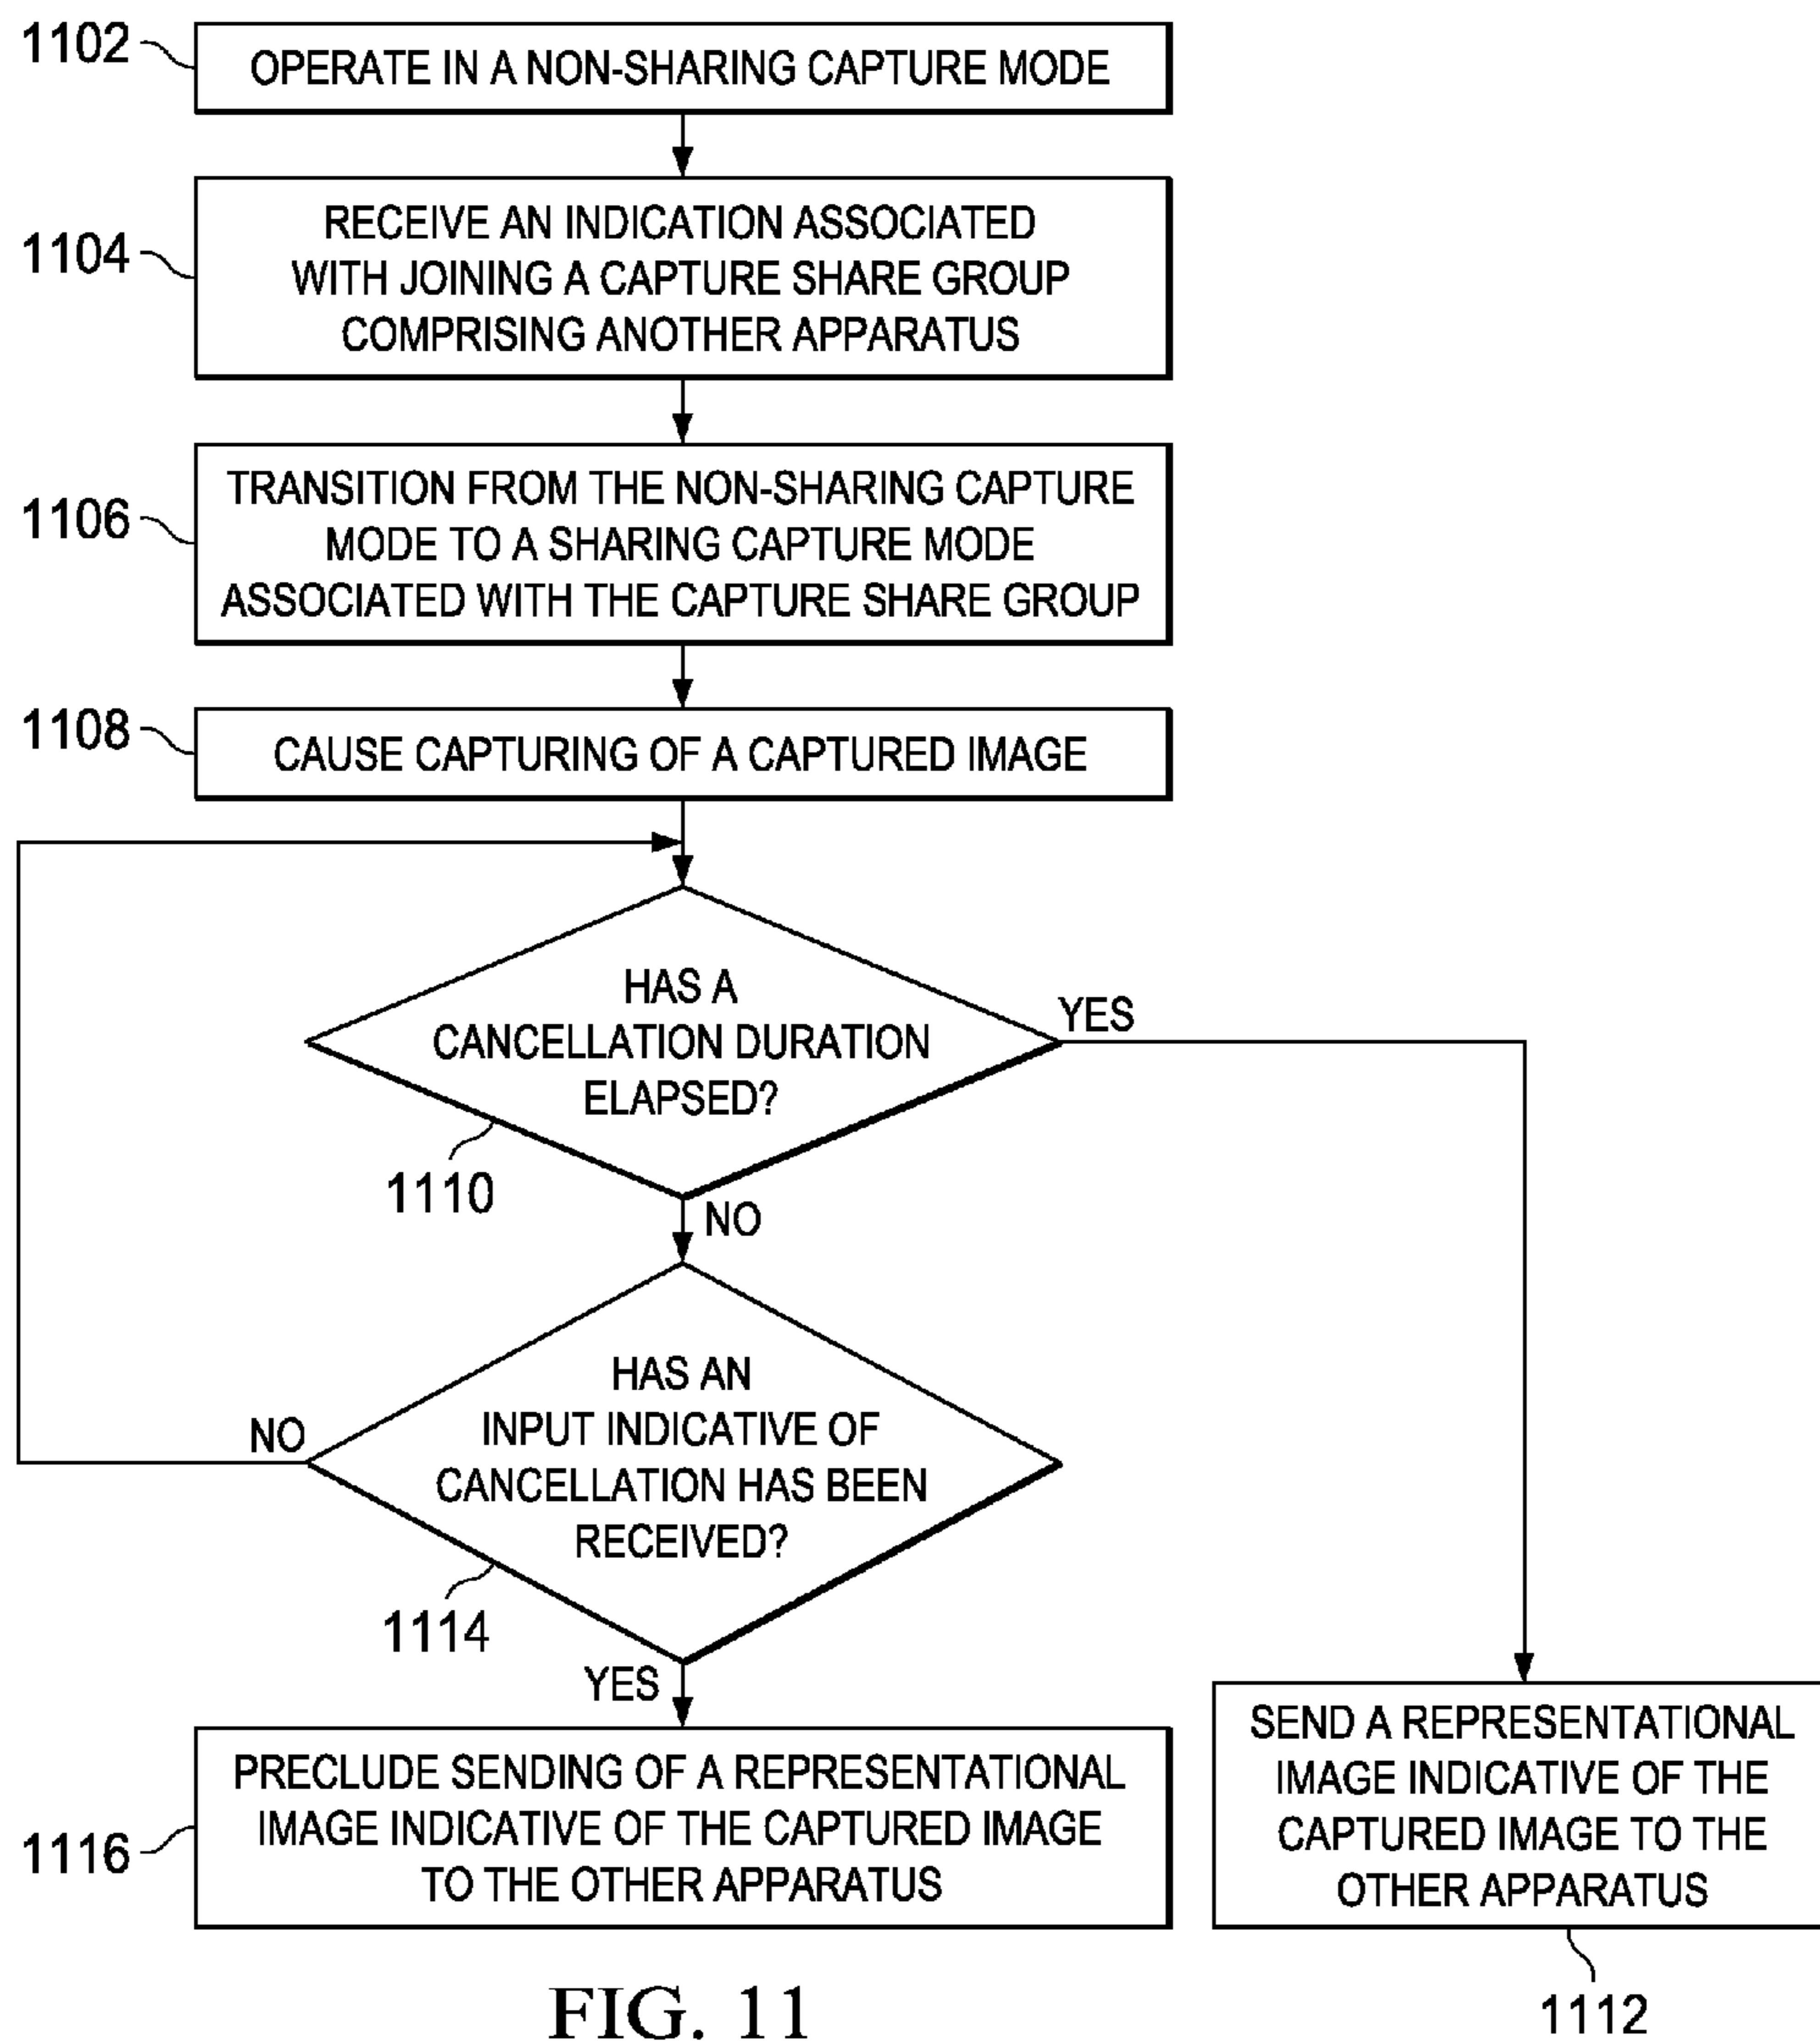 1102
OPERATE IN A NON-SHARING CAPTURE MODE
1104
RECEIVE AN INDICATION ASSOCIATED
WITH JOINING A CAPTURE SHARE GROUP
COMPRISING ANOTHER APPARATUS
1106
TRANSITION FROM THE NON-SHARING CAPTURE
MODE TO A SHARING CAPTURE MODE
ASSOCIATED WITH THE CAPTURE SHARE GROUP
1108
CAUSE CAPTURING OF A CAPTURED IMAGE
HAS A
CANCELLATION DURATION
ELAPSED?
YES
1110
NO
HAS AN
INPUT INDICATIVE OF
CANCELLATION HAS BEEN
RECEIVED?
NO
1114
YES
1116
PRECLUDE SENDING OF A REPRESENTATIONAL
IMAGE INDICATIVE OF THE CAPTURED IMAGE
TO THE OTHER APPARATUS
SEND A REPRESENTATIONAL
IMAGE INDICATIVE OF THE
CAPTURED IMAGE TO THE
OTHER APPARATUS
1112
FIG. 11